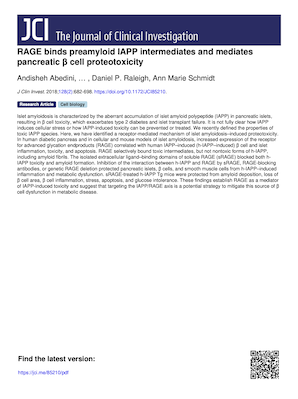 JCI The Journal of Clinical Investigation
RAGE binds preamyloid IAPP intermediates and mediates
pancreatic β cell proteotoxicity
Andisheh Abedini, ... , Daniel P. Raleigh, Ann Marie Schmidt
J Clin Invest. 2018;128(2):682-698. https://doi.org/10.1172/JCI85210.
Research Article Cell biology
Islet amyloidosis is characterized by the aberrant accumulation of islet amyloid polypeptide (IAPP) in pancreatic islets,
resulting in β cell toxicity, which exacerbates type 2 diabetes and islet transplant failure. It is not fully clear how IAPP
induces cellular stress or how IAPP-induced toxicity can be prevented or treated. We recently defined the properties of
toxic IAPP species. Here, we have identified a receptor-mediated mechanism of islet amyloidosis–induced proteotoxicity.
In human diabetic pancreas and in cellular and mouse models of islet amyloidosis, increased expression of the receptor
for advanced glycation endproducts (RAGE) correlated with human IAPP–induced (h-IAPP–induced) β cell and islet
inflammation, toxicity, and apoptosis. RAGE selectively bound toxic intermediates, but not nontoxic forms of h-IAPP,
including amyloid fibrils. The isolated extracellular ligand-binding domains of soluble RAGE (sRAGE) blocked both h-
IAPP toxicity and amyloid formation. Inhibition of the interaction between h-IAPP and RAGE by sRAGE, RAGE-blocking
antibodies, or genetic RAGE deletion protected pancreatic islets, β cells, and smooth muscle cells from h-IAPP–induced
inflammation and metabolic dysfunction. sRAGE-treated h-IAPP Tg mice were protected from amyloid deposition, loss of
β cell area, β cell inflammation, stress, apoptosis, and glucose intolerance. These findings establish RAGE as a mediator
of IAPP-induced toxicity and suggest that targeting the IAPP/RAGE axis is a potential strategy to mitigate this source of β
cell dysfunction in metabolic disease.
Find the latest version:
https://jci.me/85210/pdf